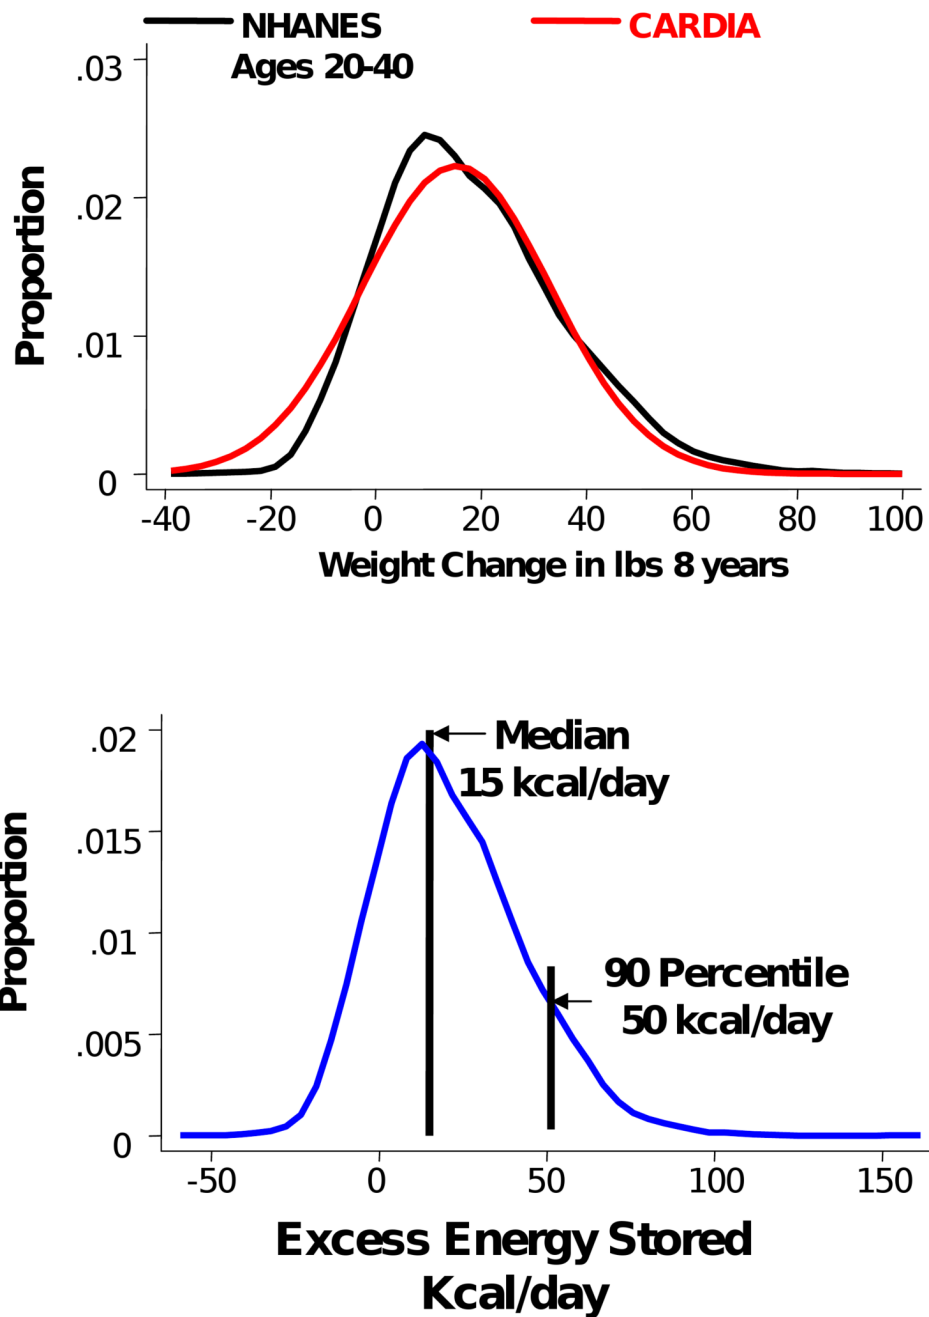 NHANES
Ages 20-40
CARDIA
.03
.02
.01
0
Proportion
-40 -20 0 20 40 60 80 100
Weight Change in lbs 8 years
.02
.015
.01
.005
0
Proportion
Median
15 kcal/day
90 Percentile
50 kcal/day
-50 0 50 100 150
Excess Energy Stored
Kcal/day